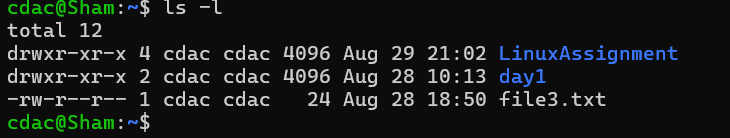 cdac@Sham:~$ ls -l
total 12
drwxr-xr-x 4 cdac cdac 4096 Aug 29 21:02 LinuxAssignment
drwxr-xr-x 2 cdac cdac 4096 Aug 28 10:13 day1
-rw-r--r-- 1 cdac cdac   24 Aug 28 18:50 file3.txt
cdac@Sham:~$